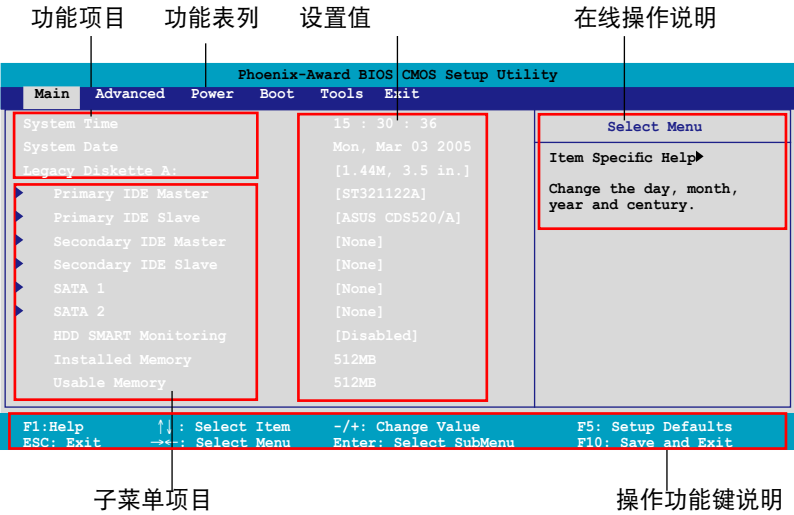 功能项目 功能表列 设置值 在线操作说明
Phoenix-Award BIOS CMOS Setup Utility
Main Advanced Power Boot Tools Exit
System Time 15 : 30 : 36
System Date Mon, Mar 03 2005
Legacy Diskette A: [1.44M, 3.5 in.]
Primary IDE Master [ST321122A]
Primary IDE Slave [ASUS CDS520/A]
Secondary IDE Master [None]
Secondary IDE Slave [None]
SATA 1 [None]
SATA 2 [None]
HDD SMART Monitoring [Disabled]
Installed Memory 512MB
Usable Memory 512MB
Select Menu
Item Specific Help▶
Change the day, month,
year and century.
F1:Help ↑↓: Select Item -/+: Change Value F5: Setup Defaults
ESC: Exit →←: Select Menu Enter: Select SubMenu F10: Save and Exit
子菜单项目 操作功能键说明